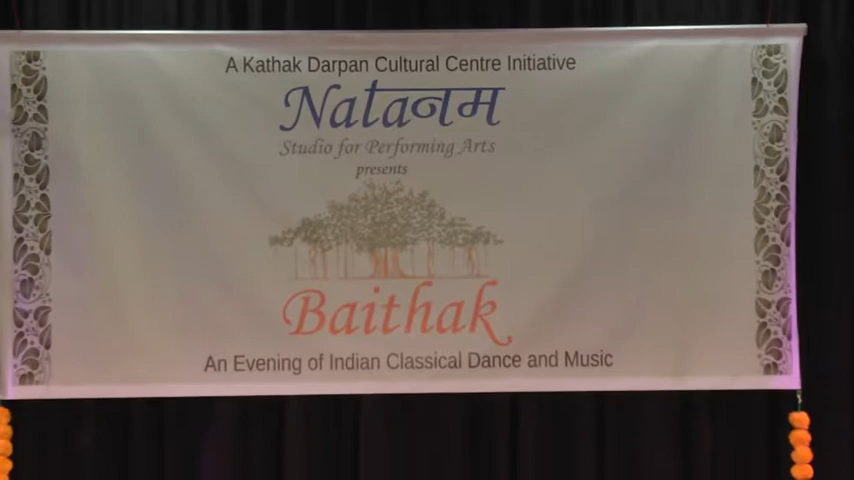 A Kathak Darpan Cultural Centre Initiative
Nataनम
Studio for Performing Arts
presents
Baithak
An Evening of Indian Classical Dance and Music